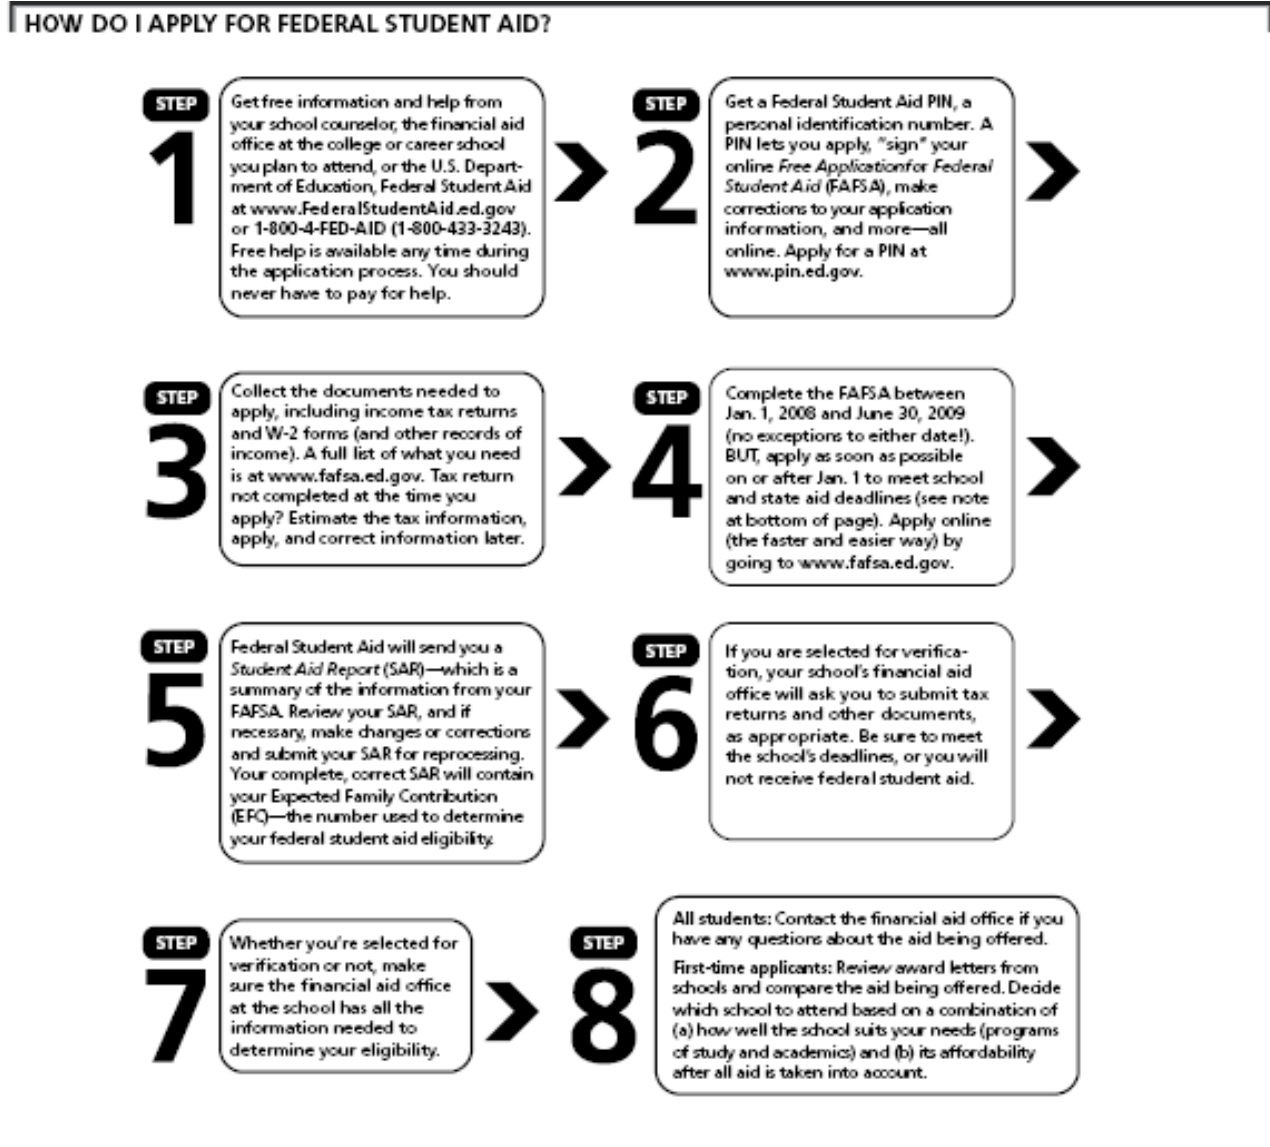 HOW DO I APPLY FOR FEDERAL STUDENT AID?
STEP
1
Get free information and help from
your school counselor, the financial aid
office at the college or career school
you plan to attend, or the U.S. Depart-
ment of Education, Federal Student Aid
at www.FederalStudentAid.ed.gov
or 1-800-4-FED-AID (1-800-433-3243).
Free help is available any time during
the application process. You should
never have to pay for help.
STEP
2
Get a Federal Student Aid PIN, a
personal identification number. A
PIN lets you apply, “sign” your
online Free Applicationfor Federal
Student Aid (FAFSA), make
corrections to your application
information, and more—all
online. Apply for a PIN at
www.pin.ed.gov.
STEP
3
Collect the documents needed to
apply, including income tax returns
and W-2 forms (and other records of
income). A full list of what you need
is at www.fafsa.ed.gov. Tax return
not completed at the time you
apply? Estimate the tax information,
apply, and correct information later.
STEP
4
Complete the FAFSA between
Jan. 1, 2008 and June 30, 2009
(no exceptions to either date!).
BUT, apply as soon as possible
on or after Jan. 1 to meet school
and state aid deadlines (see note
at bottom of page). Apply online
(the faster and easier way) by
going to www.fafsa.ed.gov.
STEP
5
Federal Student Aid will send you a
Student Aid Report (SAR)—which is a
summary of the information from your
FAFSA. Review your SAR, and if
necessary, make changes or corrections
and submit your SAR for reprocessing.
Your complete, correct SAR will contain
your Expected Family Contribution
(EFC)—the number used to determine
your federal student aid eligibility.
STEP
6
If you are selected for verifica-
tion, your school’s financial aid
office will ask you to submit tax
returns and other documents,
as appropriate. Be sure to meet
the school’s deadlines, or you will
not receive federal student aid.
STEP
7
Whether you’re selected for
verification or not, make
sure the financial aid office
at the school has all the
information needed to
determine your eligibility.
STEP
8
All students: Contact the financial aid office if you
have any questions about the aid being offered.
First-time applicants: Review award letters from
schools and compare the aid being offered. Decide
which school to attend based on a combination of
(a) how well the school suits your needs (programs
of study and academics) and (b) its affordability
after all aid is taken into account.